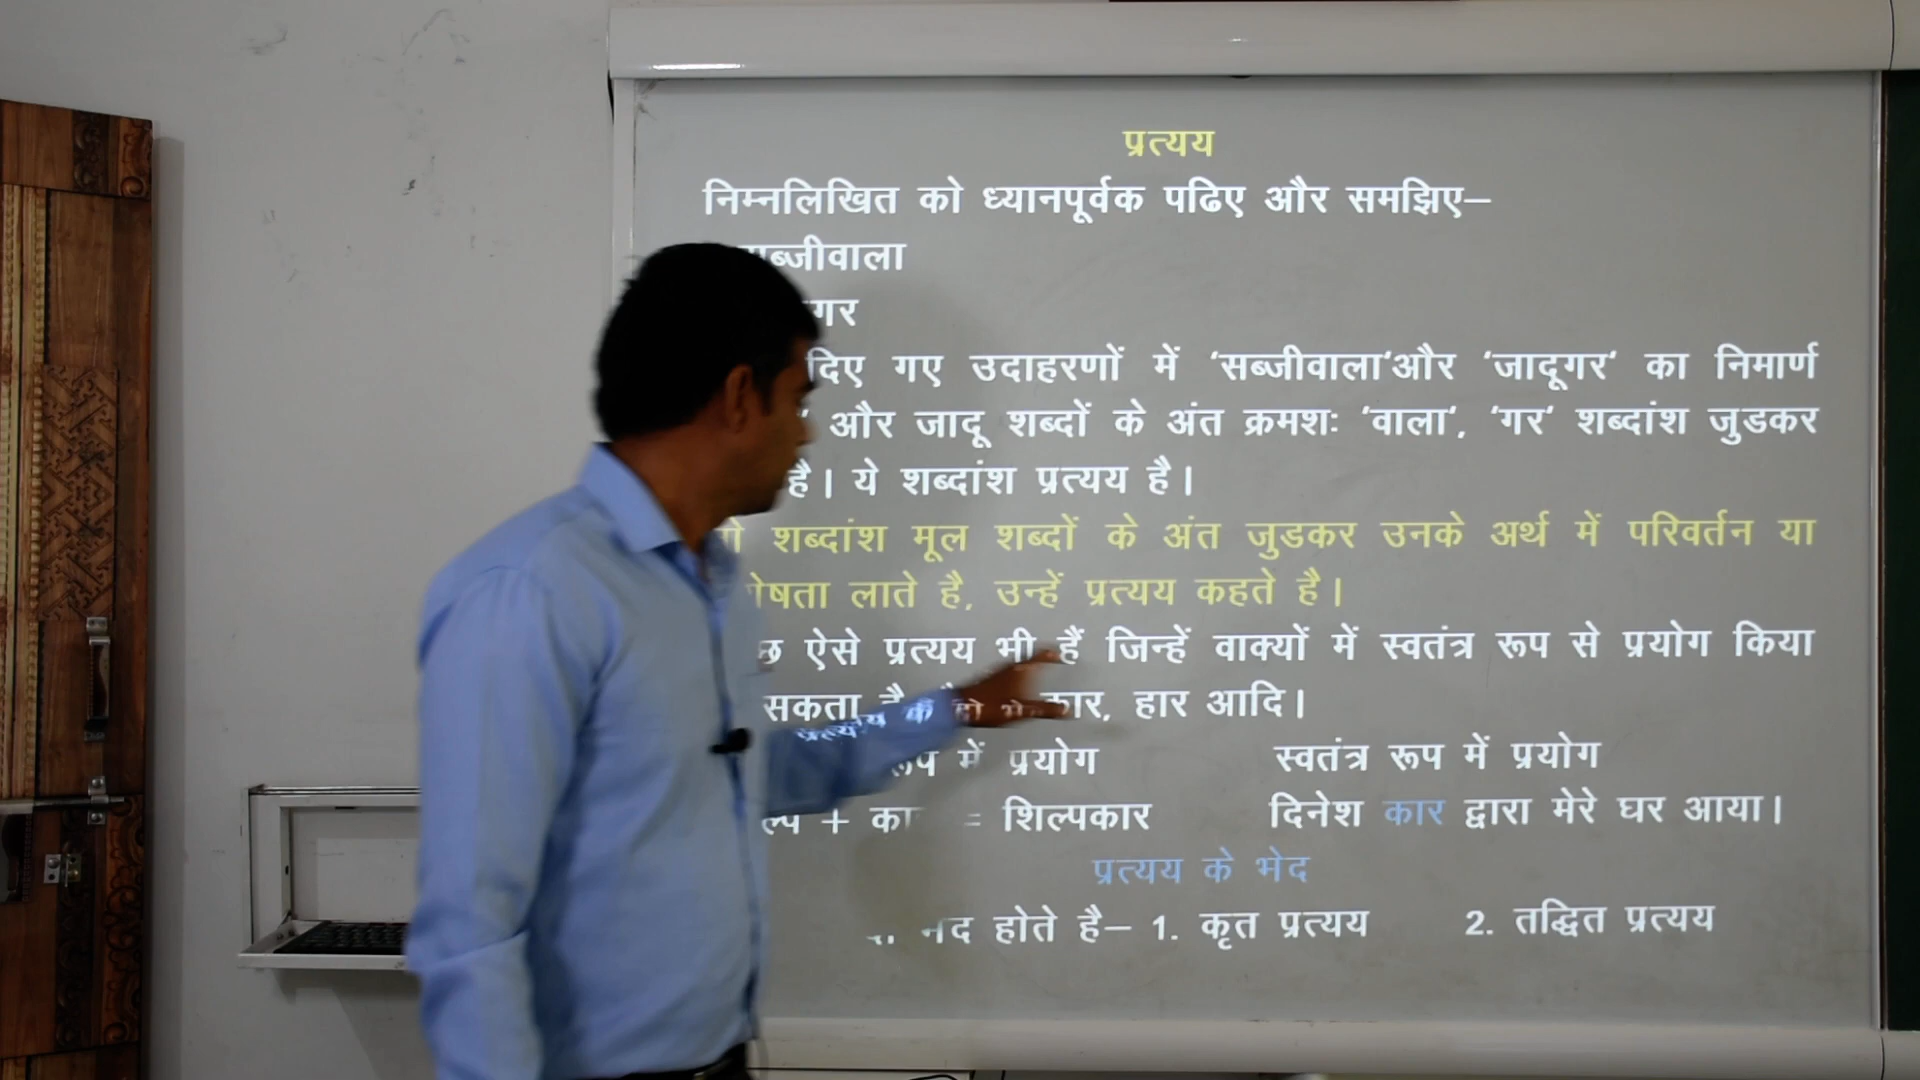 प्रत्यय
निम्नलिखित को ध्यानपूर्वक पढिए और समझिए–
दिए गए उदाहरणों में 'सब्जीवाला'और 'जादूगर' का निमार्ण
और जादू शब्दों के अंत क्रमशः 'वाला', 'गर' शब्दांश जुडकर
है। ये शब्दांश प्रत्यय है।
शब्दांश मूल शब्दों के अंत जुडकर उनके अर्थ में परिवर्तन या
लाते है, उन्हें प्रत्यय कहते है।
ऐसे प्रत्यय भी हैं जिन्हें वाक्यों में स्वतंत्र रूप से प्रयोग किया
सकता कार, हार आदि।
में प्रयोग स्वतंत्र रूप में प्रयोग
+ = शिल्पकार दिनेश कार द्वारा मेरे घर आया।
प्रत्यय के भेद
होते है– 1. कृत प्रत्यय 2. तद्धित प्रत्यय